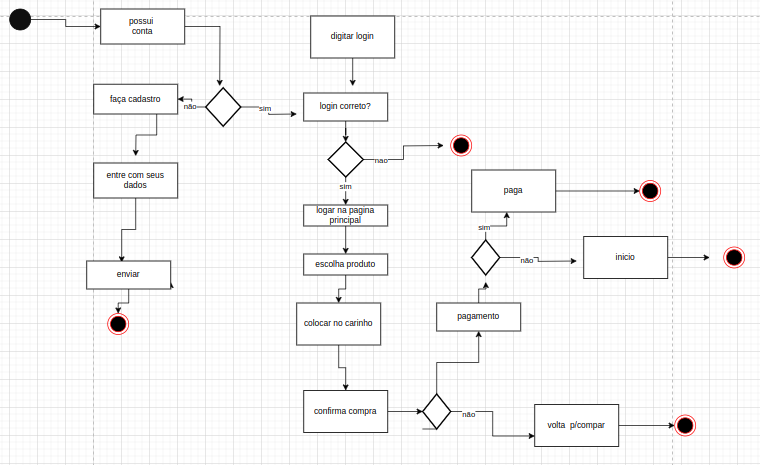 possui
conta
digitar login
faça cadastro
não
sim
login correto?
não
entre com seus
dados
sim
paga
logar na pagina
principal
sim
enviar
escolha produto
não
inicio
colocar no carinho
pagamento
confirma compra
não
volta p/compar